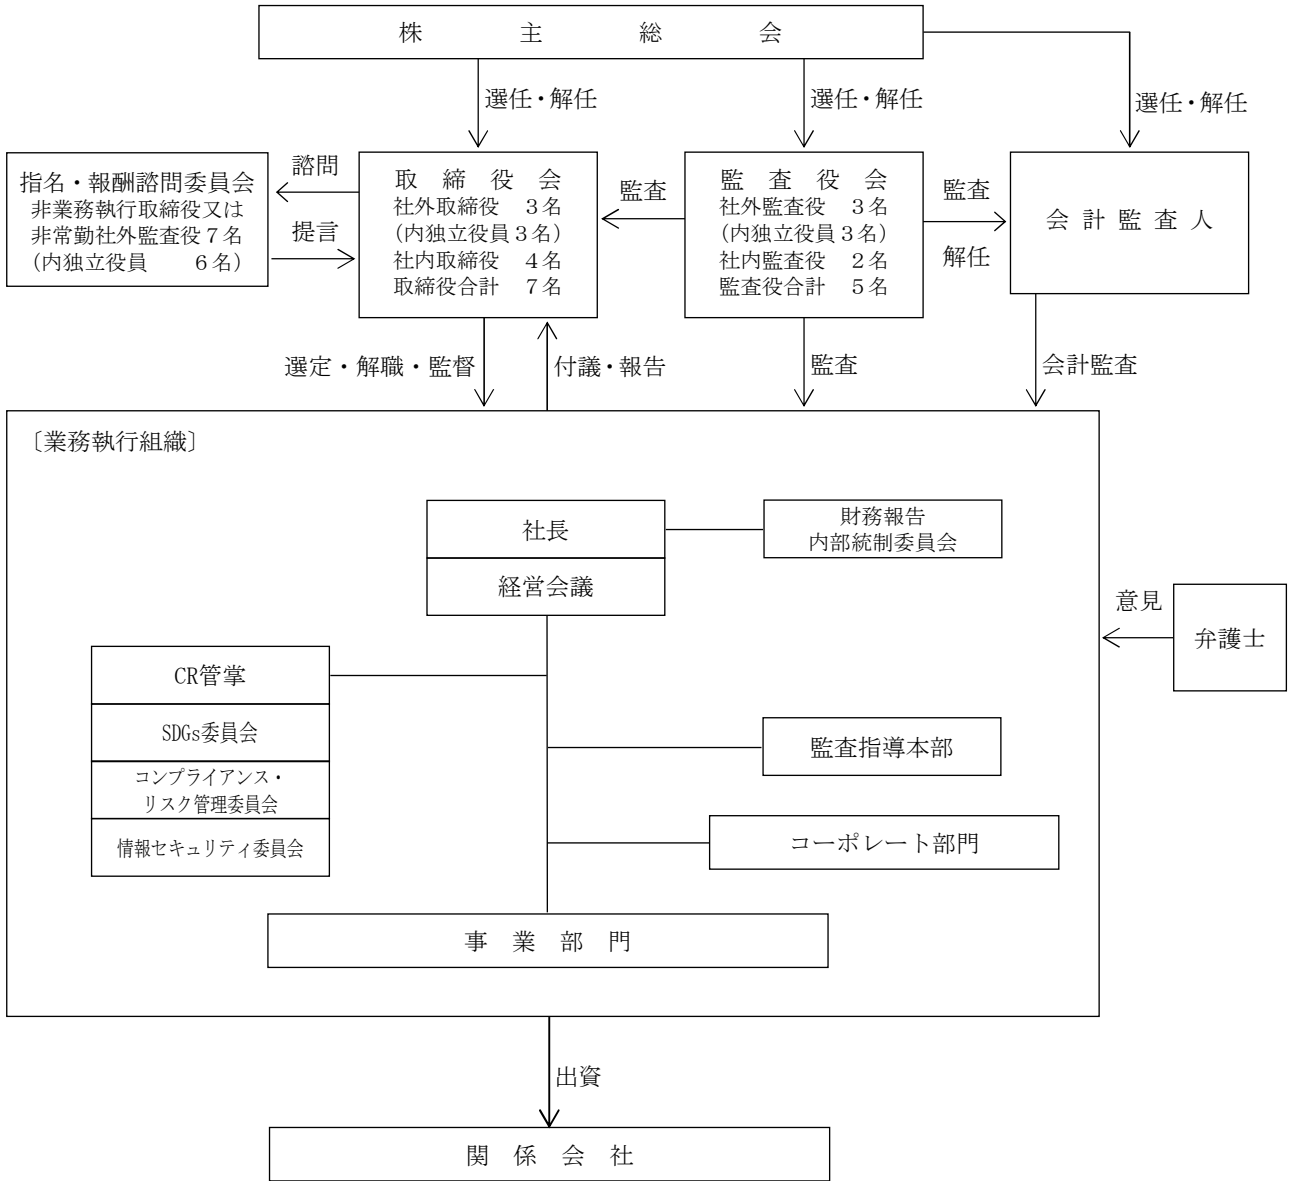 株主総会
選任・解任
選任・解任
選任・解任
指名・報酬諮問委員会
非業務執行取締役又は
非常勤社外監査役７名
(内独立役員　　６名)
諮問
提言
取締役会
社外取締役　３名
(内独立役員３名)
社内取締役　４名
取締役合計　７名
監査
監査役会
社外監査役　３名
(内独立役員３名)
社内監査役　２名
監査役合計　５名
監査
解任
会計監査人
選定・解職・監督
付議・報告
監査
会計監査
〔業務執行組織〕
社長
経営会議
財務報告
内部統制委員会
意見
弁護士
CR管掌
SDGs委員会
コンプライアンス・
リスク管理委員会
情報セキュリティ委員会
監査指導本部
コーポレート部門
事業部門
出資
関係会社